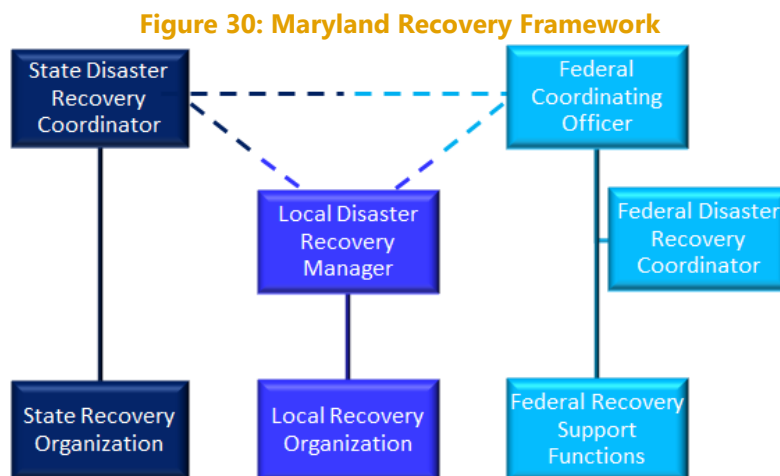 Figure 30: Maryland Recovery Framework
State Disaster
Recovery
Coordinator
Federal
Coordinating
Officer
Local Disaster
Recovery
Manager
Federal Disaster
Recovery
Coordinator
State Recovery
Organization
Local Recovery
Organization
Federal Recovery
Support
Functions